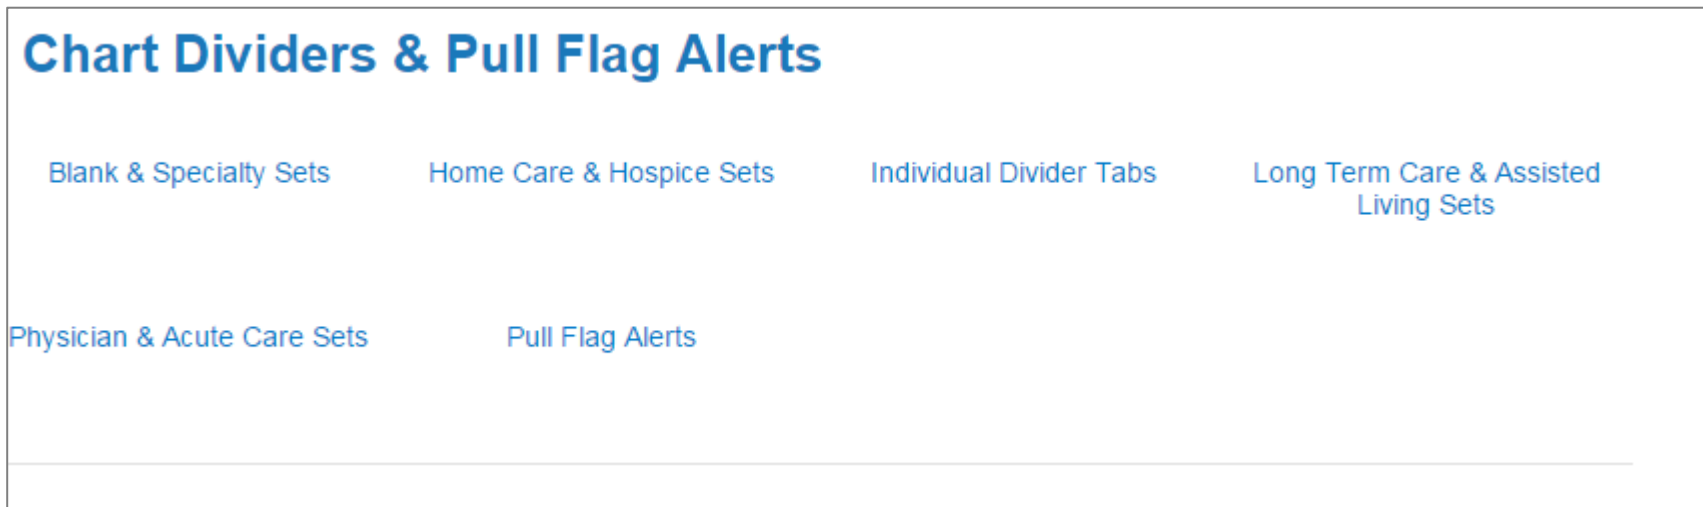 Chart Dividers & Pull Flag Alerts
Blank & Specialty Sets
Home Care & Hospice Sets
Individual Divider Tabs
Long Term Care & Assisted
Living Sets
Physician & Acute Care Sets
Pull Flag Alerts